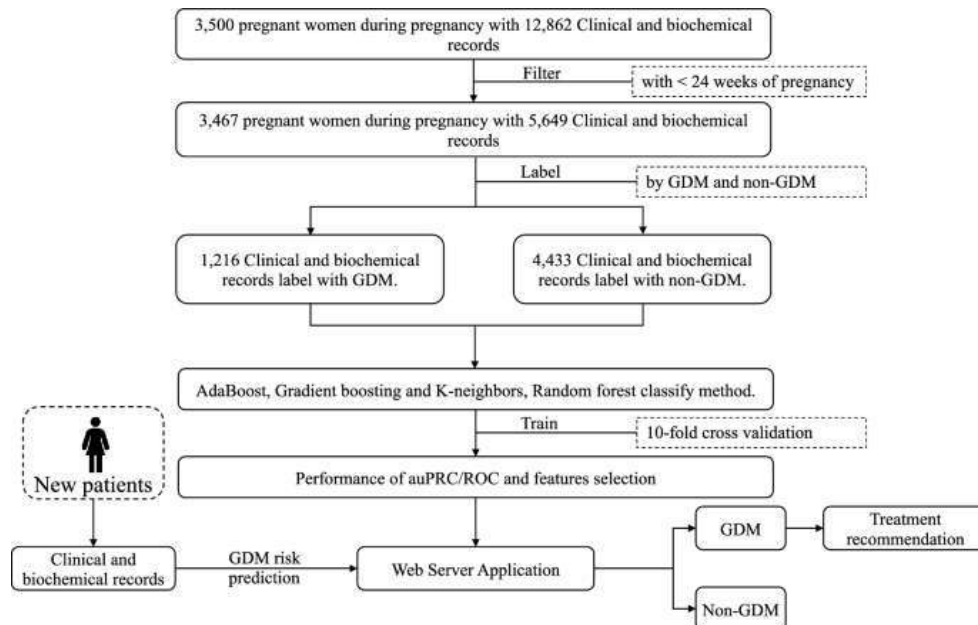 3,500 pregnant women during pregnancy with 12,862 Clinical and biochemical
records
Filter
with < 24 weeks of pregnancy
3,467 pregnant women during pregnancy with 5,649 Clinical and biochemical
records
Label
by GDM and non-GDM
1,216 Clinical and biochemical
records label with GDM.
4,433 Clinical and biochemical
records label with non-GDM.
AdaBoost, Gradient boosting and K-neighbors, Random forest classify method.
Train
10-fold cross validation
New patients
Performance of auPRC/ROC and features selection
Clinical and
biochemical records
GDM risk
prediction
Web Server Application
GDM
Treatment
recommendation
Non-GDM